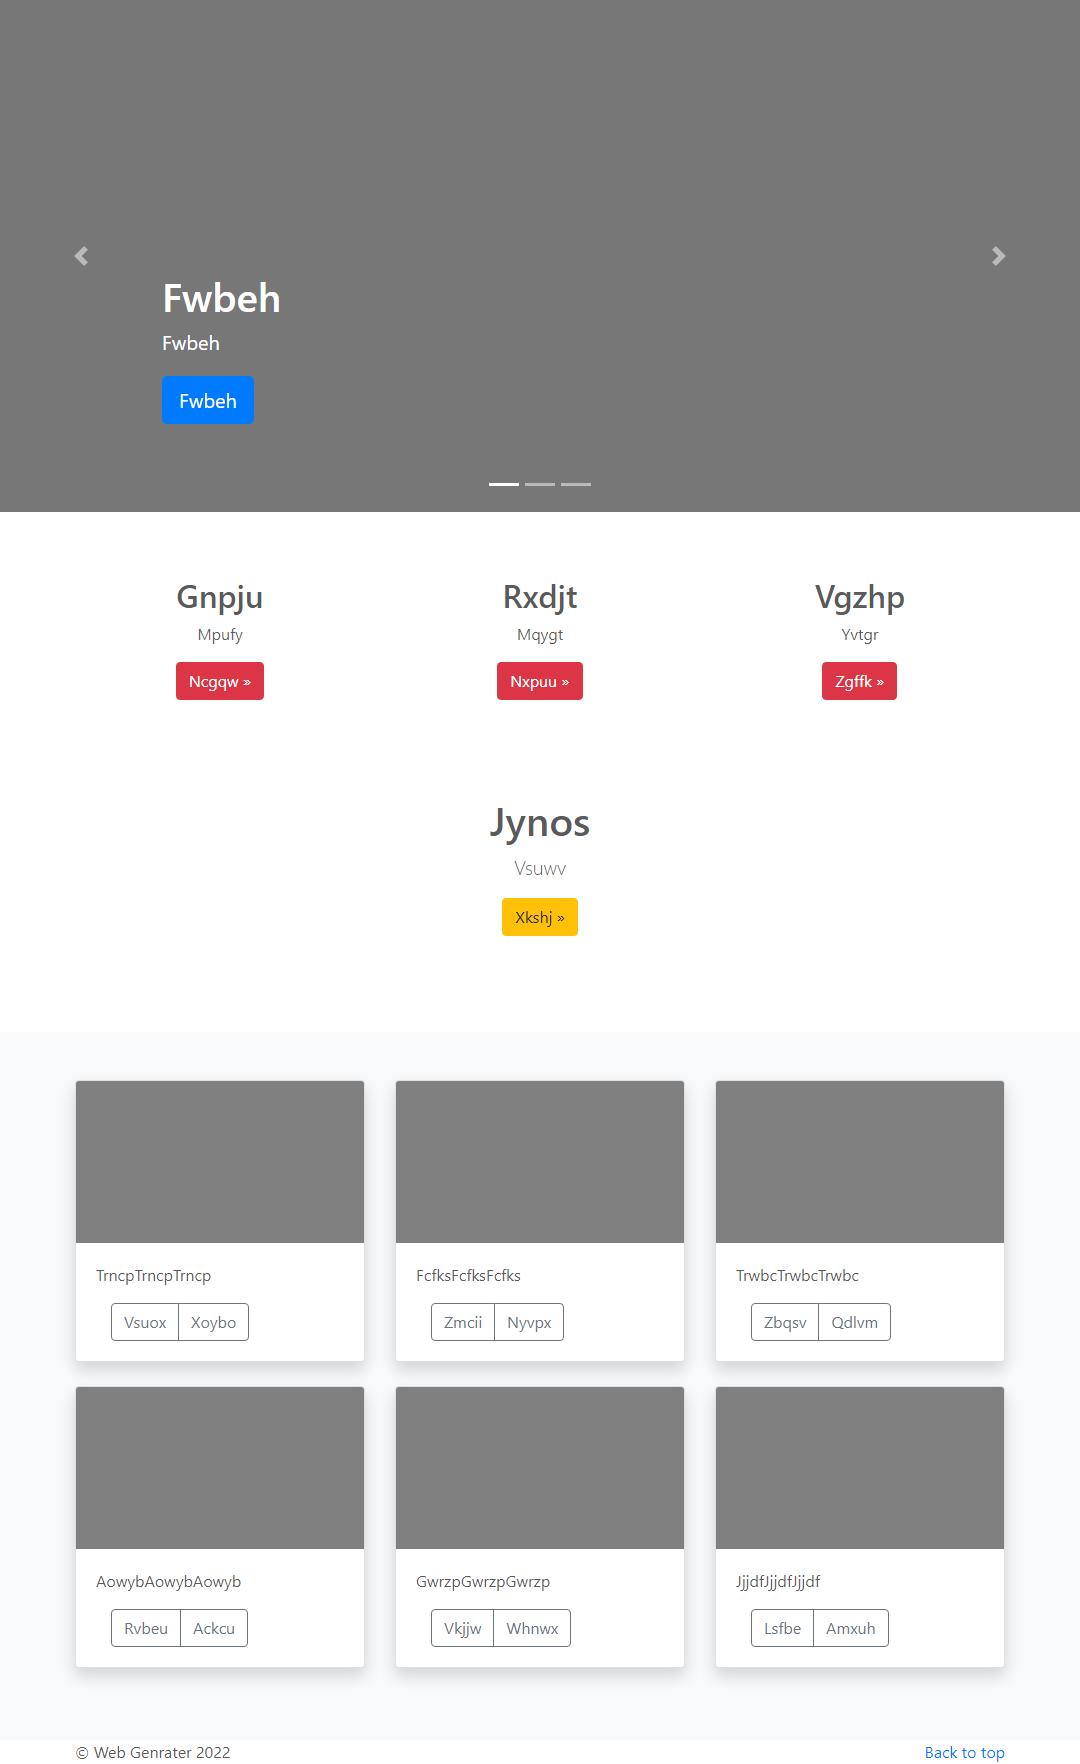 Fwbeh
Fwbeh
Fwbeh
Gnpju
Mpufy
Ncgqw »
Rxdjt
Mqygt
Nxpuu »
Vgzhp
Yvtgr
Zgffk »
Jynos
Vsuwv
Xkshj »
TrncpTrncpTrncp
Vsuox Xoybo
FcfksFcfksFcfks
Zmcii Nyvpx
TrwbcTrwbcTrwbc
Zbqsv Qdlvm
AowybAowybAowyb
Rvbeu Ackcu
GwrzpGwrzpGwrzp
Vkjjw Whnwx
JjjdfJjjdfJjjdf
Lsfbe Amxuh
© Web Genrater 2022
Back to top